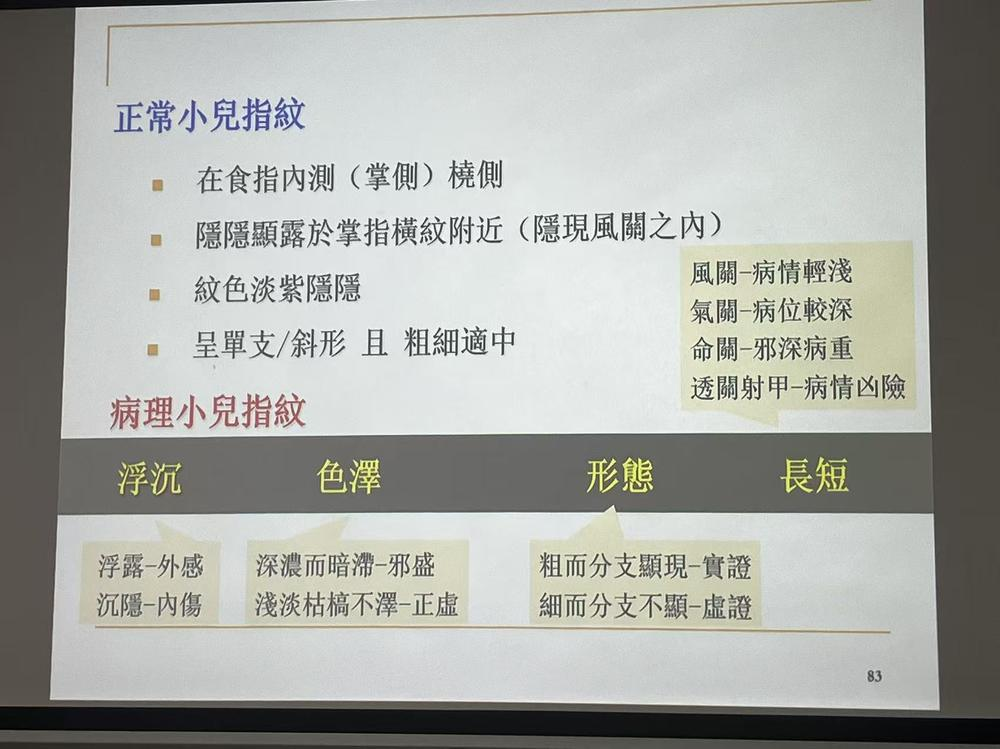 正常小兒指紋
在食指內測（掌側）橈側
隱隱顯露於掌指橫紋附近（隱現風關之內）
紋色淡紫隱隱
呈單支/斜形 且 粗細適中
風關-病情輕淺
氣關-病位較深
命關-邪深病重
透關射甲-病情凶險
病理小兒指紋
浮沉 色澤 形態 長短
浮露-外感
沉隱-內傷
深濃而暗滯-邪盛
淺淡枯槁不澤-正虛
粗而分支顯現-實證
細而分支不顯-虛證
83